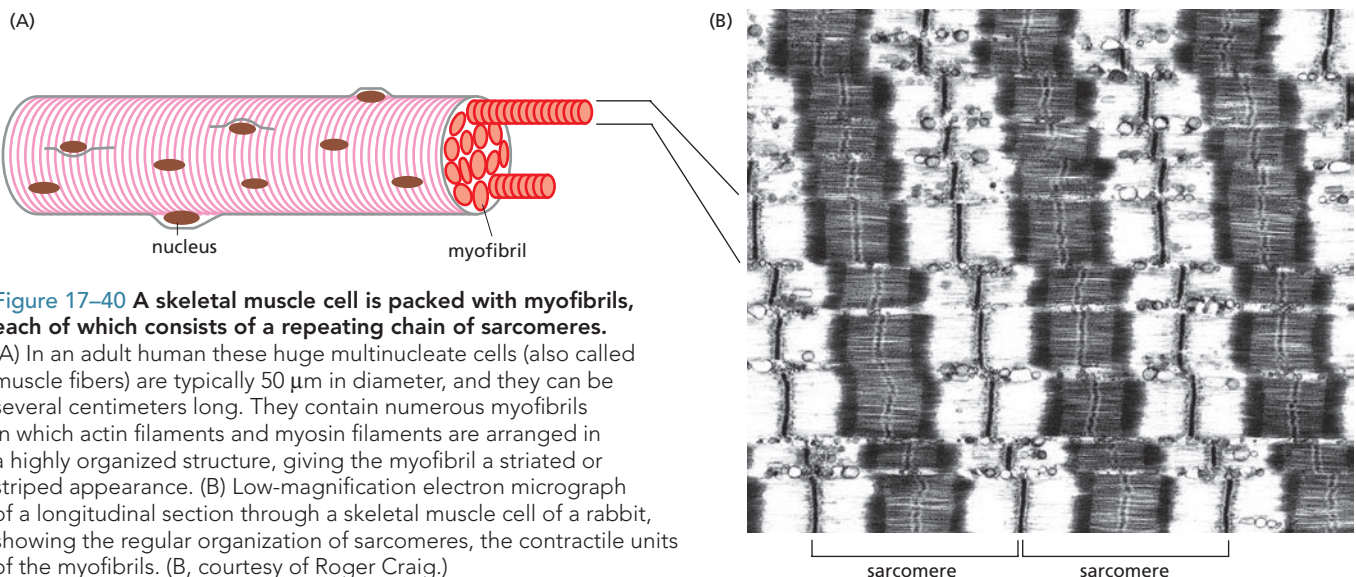 (A)
(B)
nucleus
myofibril
Figure 17–40 A skeletal muscle cell is packed with myofibrils,
each of which consists of a repeating chain of sarcomeres.
(A) In an adult human these huge multinucleate cells (also called
muscle fibers) are typically 50 μm in diameter, and they can be
several centimeters long. They contain numerous myofibrils
in which actin filaments and myosin filaments are arranged in
a highly organized structure, giving the myofibril a striated or
striped appearance. (B) Low-magnification electron micrograph
of a longitudinal section through a skeletal muscle cell of a rabbit,
showing the regular organization of sarcomeres, the contractile units
of the myofibrils. (B, courtesy of Roger Craig.)
sarcomere
sarcomere